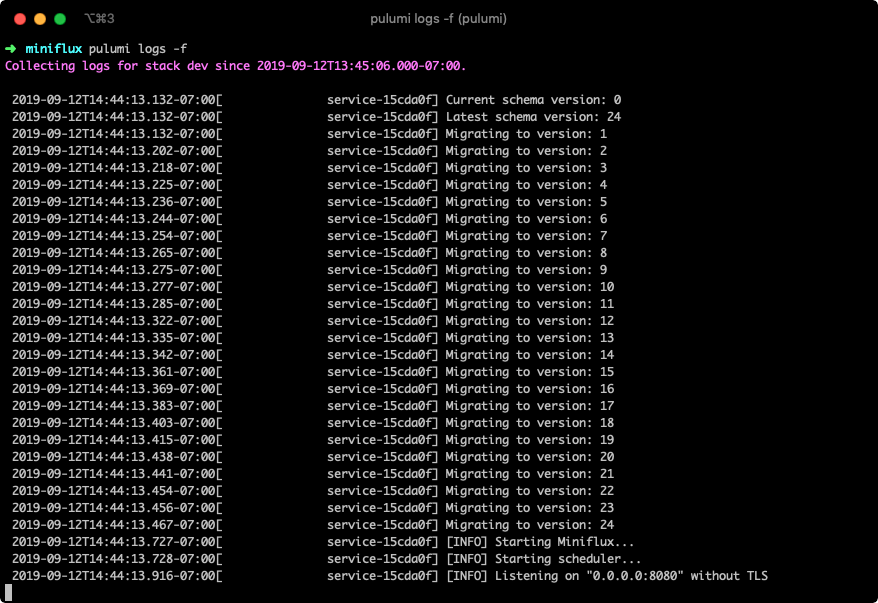 ⌥⌘3 pulumi logs -f (pulumi)
➜ miniflux pulumi logs -f
Collecting logs for stack dev since 2019-09-12T13:45:06.000-07:00.
2019-09-12T14:44:13.132-07:00[ service-15cda0f] Current schema version: 0
2019-09-12T14:44:13.132-07:00[ service-15cda0f] Latest schema version: 24
2019-09-12T14:44:13.132-07:00[ service-15cda0f] Migrating to version: 1
2019-09-12T14:44:13.202-07:00[ service-15cda0f] Migrating to version: 2
2019-09-12T14:44:13.218-07:00[ service-15cda0f] Migrating to version: 3
2019-09-12T14:44:13.225-07:00[ service-15cda0f] Migrating to version: 4
2019-09-12T14:44:13.236-07:00[ service-15cda0f] Migrating to version: 5
2019-09-12T14:44:13.244-07:00[ service-15cda0f] Migrating to version: 6
2019-09-12T14:44:13.254-07:00[ service-15cda0f] Migrating to version: 7
2019-09-12T14:44:13.265-07:00[ service-15cda0f] Migrating to version: 8
2019-09-12T14:44:13.275-07:00[ service-15cda0f] Migrating to version: 9
2019-09-12T14:44:13.277-07:00[ service-15cda0f] Migrating to version: 10
2019-09-12T14:44:13.285-07:00[ service-15cda0f] Migrating to version: 11
2019-09-12T14:44:13.322-07:00[ service-15cda0f] Migrating to version: 12
2019-09-12T14:44:13.335-07:00[ service-15cda0f] Migrating to version: 13
2019-09-12T14:44:13.342-07:00[ service-15cda0f] Migrating to version: 14
2019-09-12T14:44:13.361-07:00[ service-15cda0f] Migrating to version: 15
2019-09-12T14:44:13.369-07:00[ service-15cda0f] Migrating to version: 16
2019-09-12T14:44:13.383-07:00[ service-15cda0f] Migrating to version: 17
2019-09-12T14:44:13.403-07:00[ service-15cda0f] Migrating to version: 18
2019-09-12T14:44:13.415-07:00[ service-15cda0f] Migrating to version: 19
2019-09-12T14:44:13.438-07:00[ service-15cda0f] Migrating to version: 20
2019-09-12T14:44:13.441-07:00[ service-15cda0f] Migrating to version: 21
2019-09-12T14:44:13.454-07:00[ service-15cda0f] Migrating to version: 22
2019-09-12T14:44:13.456-07:00[ service-15cda0f] Migrating to version: 23
2019-09-12T14:44:13.467-07:00[ service-15cda0f] Migrating to version: 24
2019-09-12T14:44:13.727-07:00[ service-15cda0f] [INFO] Starting Miniflux...
2019-09-12T14:44:13.728-07:00[ service-15cda0f] [INFO] Starting scheduler...
2019-09-12T14:44:13.916-07:00[ service-15cda0f] [INFO] Listening on "0.0.0.0:8080" without TLS